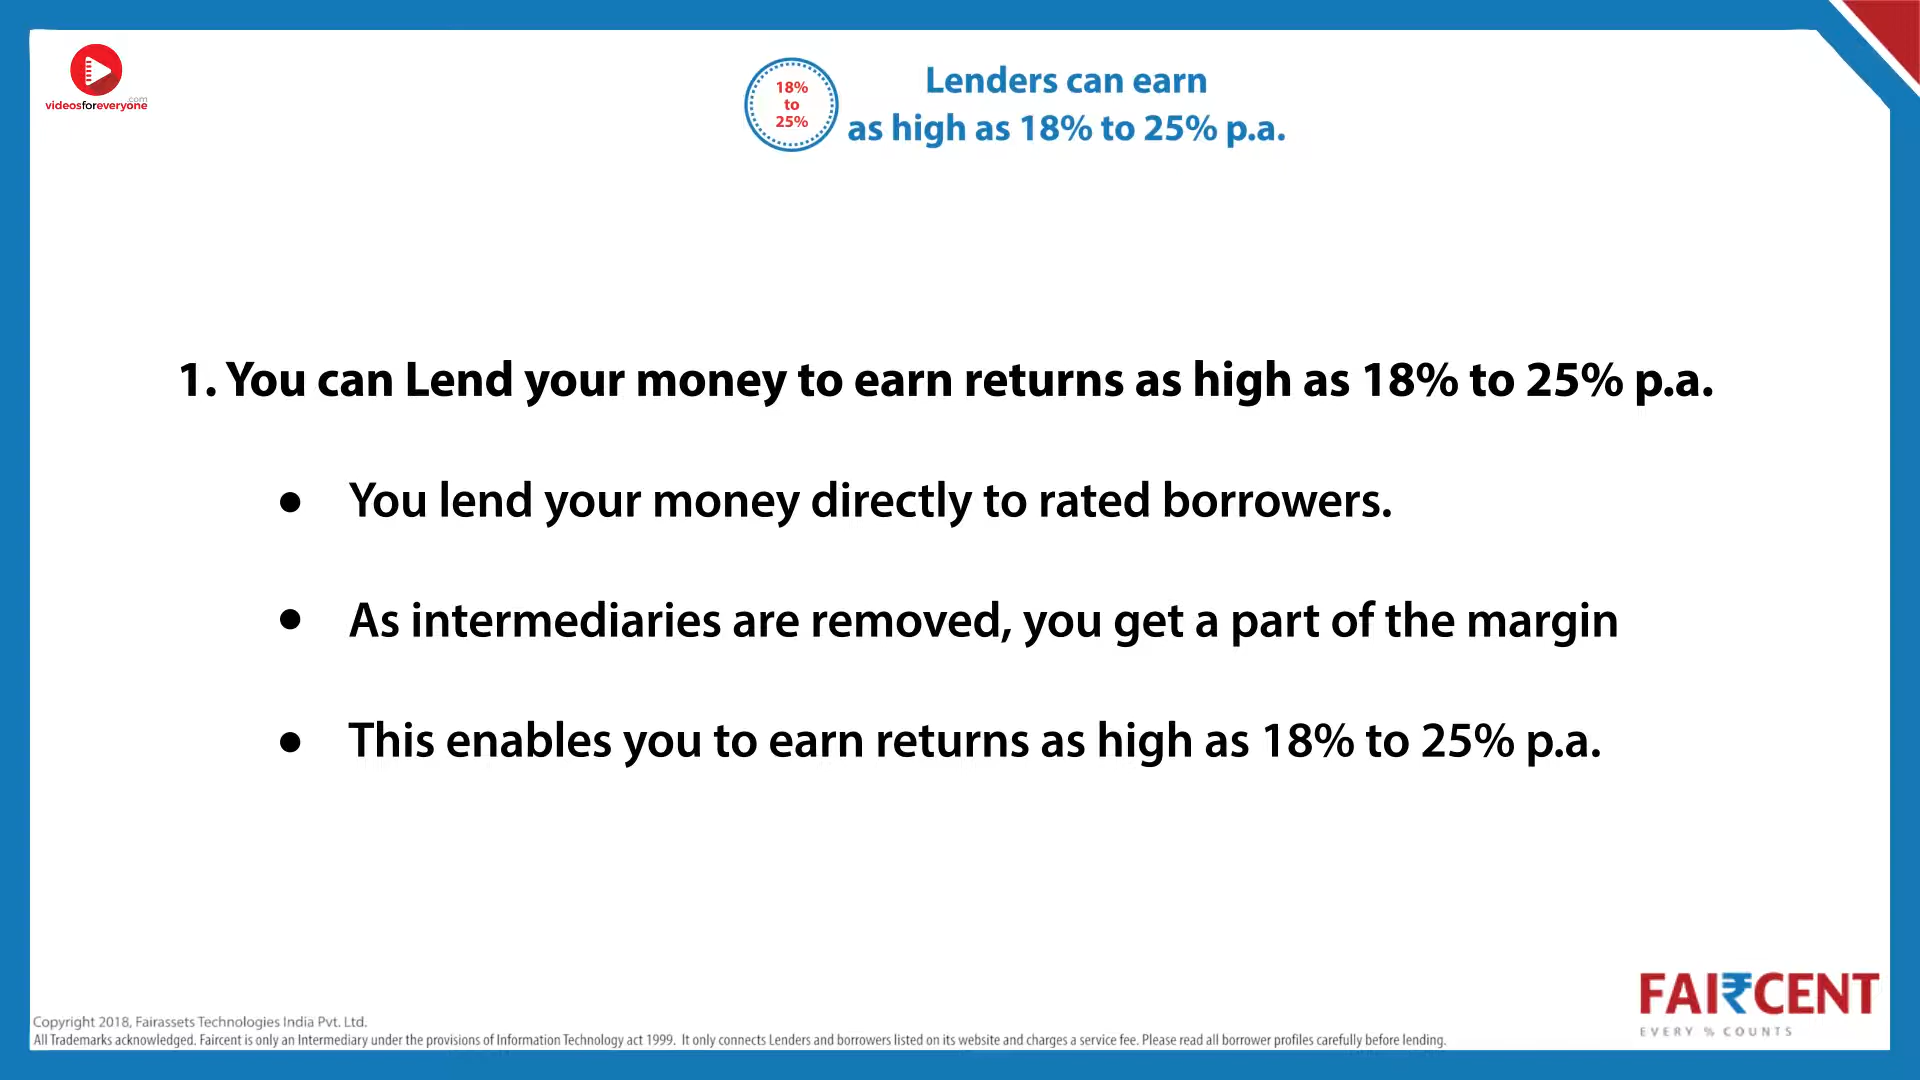 videosforeveryone
.com
18%
to
25%
Lenders can earn
as high as 18% to 25% p.a.
1. You can Lend your money to earn returns as high as 18% to 25% p.a.
● You lend your money directly to rated borrowers.
● As intermediaries are removed, you get a part of the margin
● This enables you to earn returns as high as 18% to 25% p.a.
FAI₹CENT
EVERY % COUNTS
Copyright 2018, Fairassets Technologies India Pvt. Ltd.
All Trademarks acknowledged. Faircent is only an Intermediary under the provisions of Information Technology act 1999. It only connects Lenders and borrowers listed on its website and charges a service fee. Please read all borrower profiles carefully before lending.